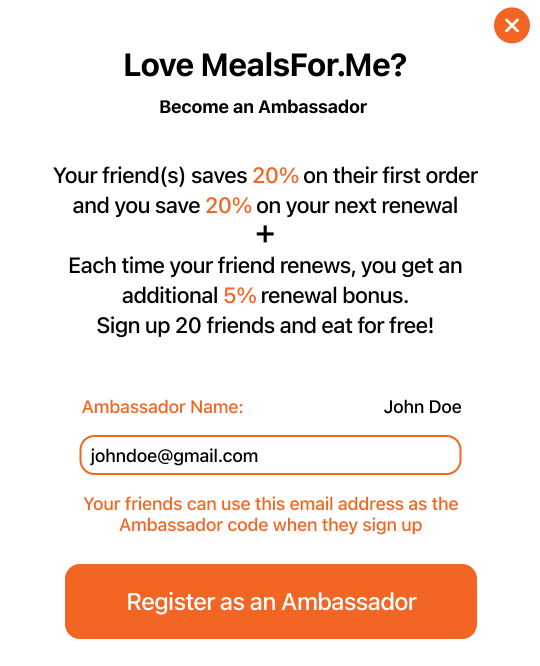 Love MealsFor.Me?
Become an Ambassador
Your friend(s) saves 20% on their first order
and you save 20% on your next renewal
+
Each time your friend renews, you get an
additional 5% renewal bonus.
Sign up 20 friends and eat for free!
Ambassador Name: John Doe
johndoe@gmail.com
Your friends can use this email address as the
Ambassador code when they sign up
Register as an Ambassador